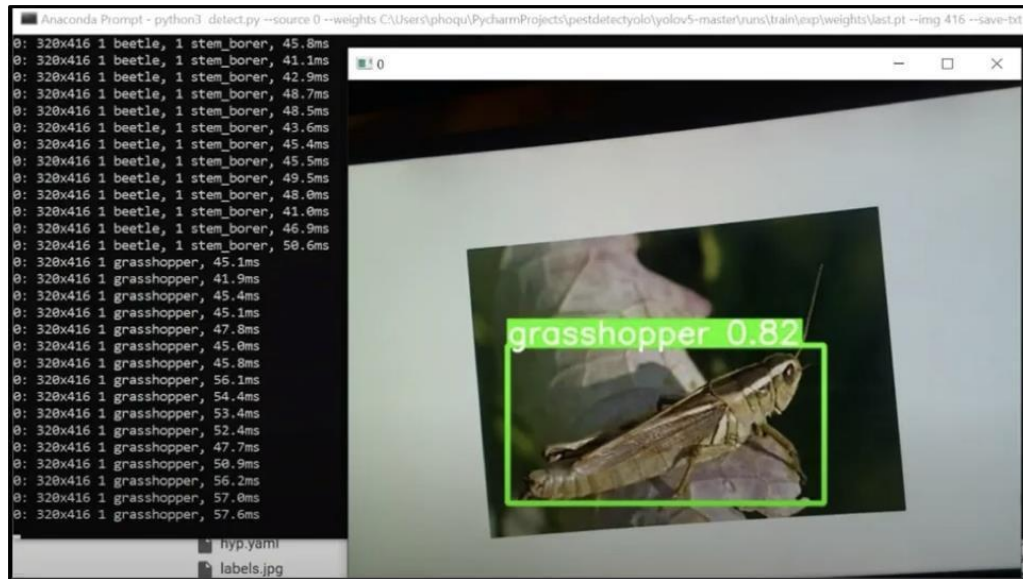 Anaconda Prompt - python3 detect.py --source 0 --weights C:\Users\phoqu\PycharmProjects\pestdetectyolo\yolov5-master\runs\train\exp\weights\last.pt --img 416 --save-txt
0: 320x416 1 beetle, 1 stem_borer, 45.8ms
0: 320x416 1 beetle, 1 stem_borer, 41.1ms
0: 320x416 1 beetle, 1 stem_borer, 42.9ms
0: 320x416 1 beetle, 1 stem_borer, 48.7ms
0: 320x416 1 beetle, 1 stem_borer, 48.5ms
0: 320x416 1 beetle, 1 stem_borer, 43.6ms
0: 320x416 1 beetle, 1 stem_borer, 45.4ms
0: 320x416 1 beetle, 1 stem_borer, 45.5ms
0: 320x416 1 beetle, 1 stem_borer, 49.5ms
0: 320x416 1 beetle, 1 stem_borer, 48.0ms
0: 320x416 1 beetle, 1 stem_borer, 41.0ms
0: 320x416 1 beetle, 1 stem_borer, 46.9ms
0: 320x416 1 beetle, 1 stem_borer, 50.6ms
0: 320x416 1 grasshopper, 45.1ms
0: 320x416 1 grasshopper, 41.9ms
0: 320x416 1 grasshopper, 45.4ms
0: 320x416 1 grasshopper, 45.1ms
0: 320x416 1 grasshopper, 47.8ms
0: 320x416 1 grasshopper, 45.0ms
0: 320x416 1 grasshopper, 45.8ms
0: 320x416 1 grasshopper, 56.1ms
0: 320x416 1 grasshopper, 54.4ms
0: 320x416 1 grasshopper, 53.4ms
0: 320x416 1 grasshopper, 52.4ms
0: 320x416 1 grasshopper, 47.7ms
0: 320x416 1 grasshopper, 50.9ms
0: 320x416 1 grasshopper, 56.2ms
0: 320x416 1 grasshopper, 57.0ms
0: 320x416 1 grasshopper, 57.6ms
hyp.yaml
labels.jpg
0
grasshopper 0.82